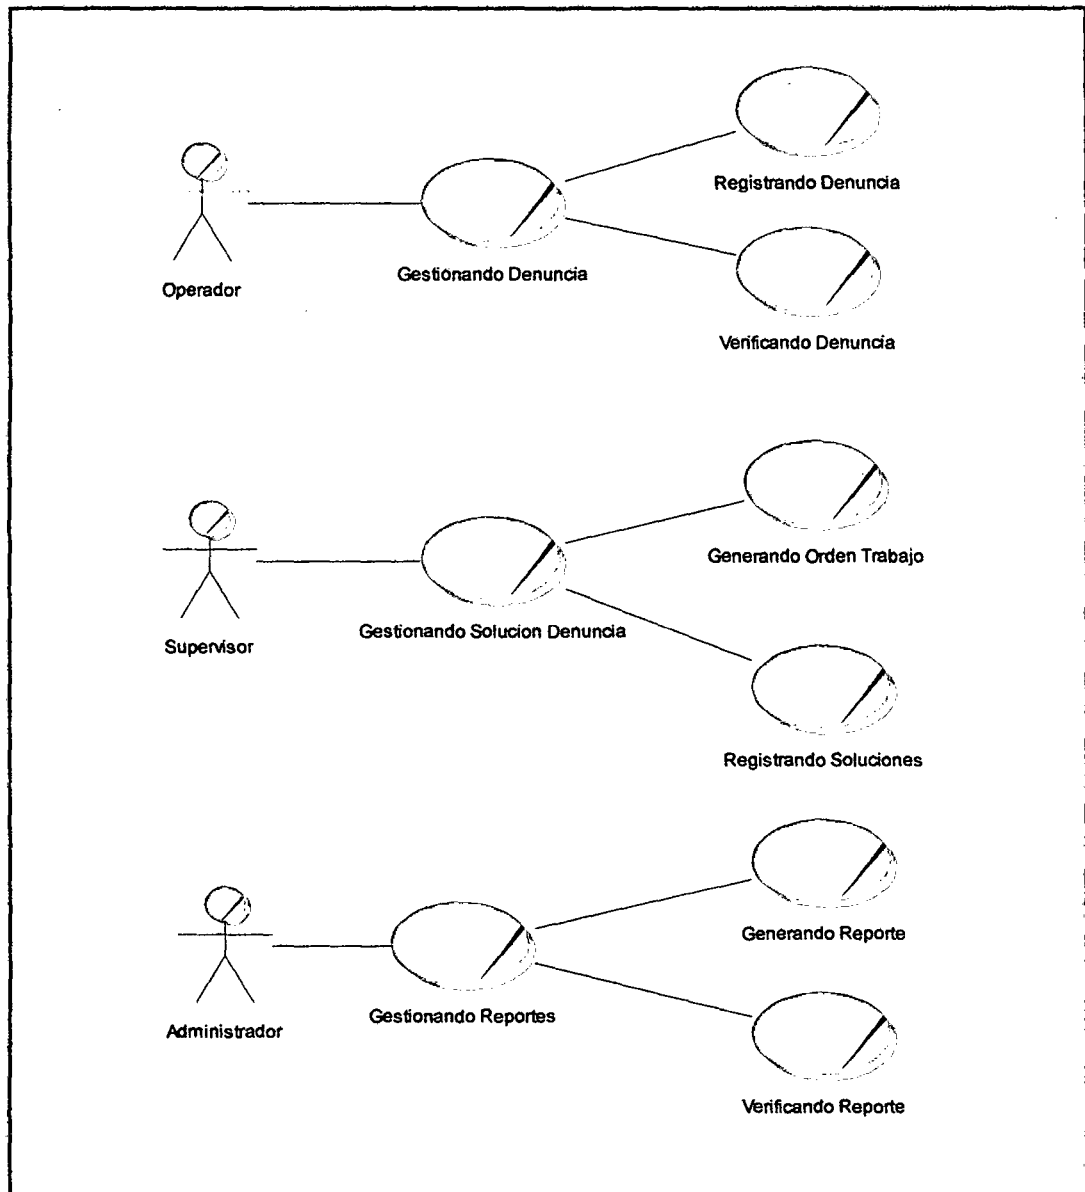 Registrando Denuncia
Gestionando Denuncia
Operador
Verificando Denuncia
Generando Orden Trabajo
Gestionando Solucion Denuncia
Supervisor
Registrando Soluciones
Generando Reporte
Gestionando Reportes
Administrador
Verificando Reporte